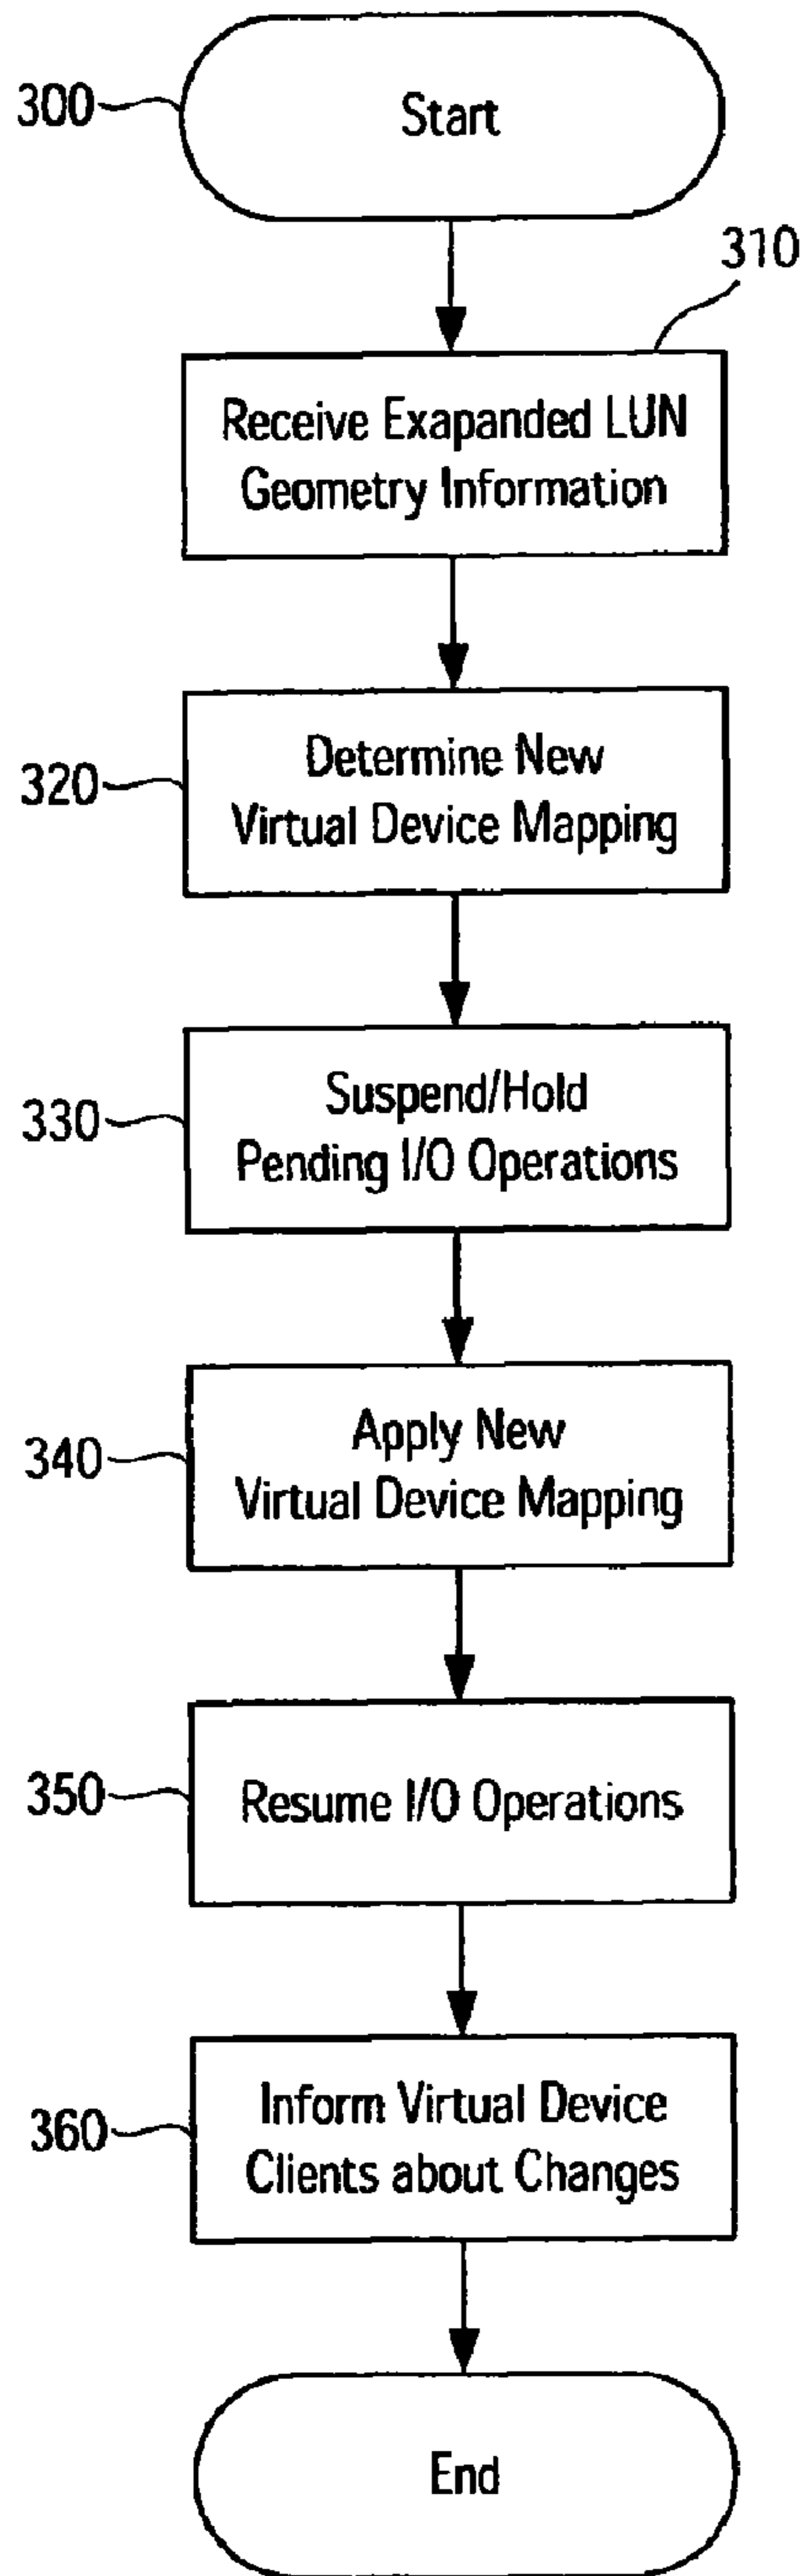 300
Start
310
Receive Exapanded LUN
Geometry Information
320
Determine New
Virtual Device Mapping
330
Suspend/Hold
Pending I/O Operations
340
Apply New
Virtual Device Mapping
350
Resume I/O Operations
360
Inform Virtual Device
Clients about Changes
End